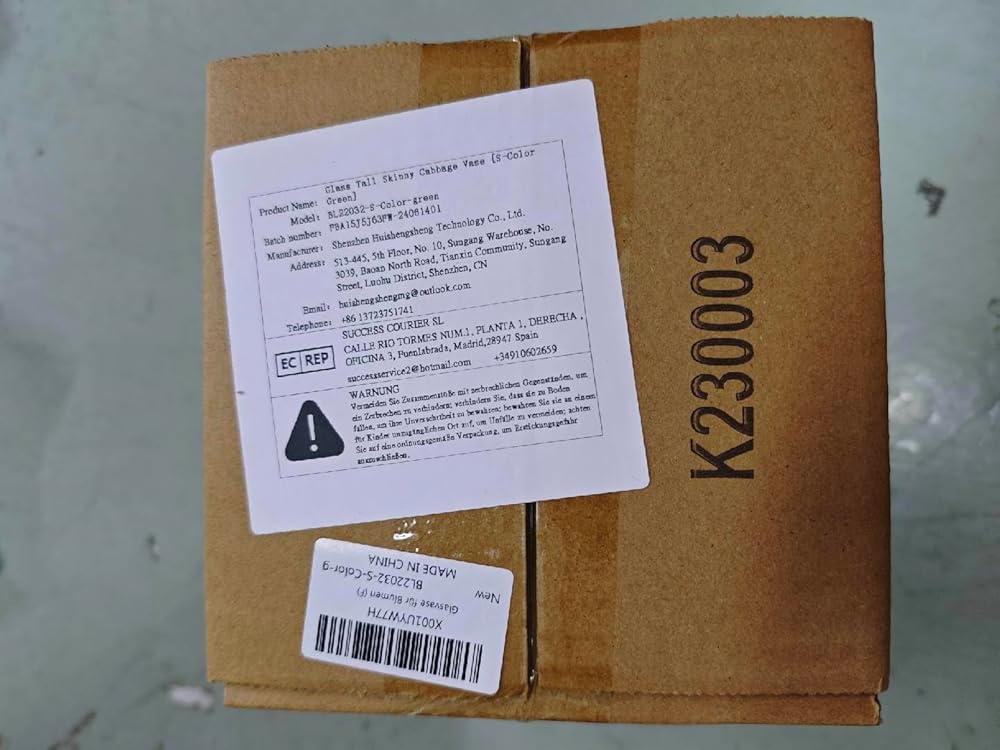 Product Name: Glass Tall Skinny Cabbage Vase [S-Color
Green]
Model: BL22032-S-Color-green
Batch number: FBA15J5J63FW-24061401
Manufacturer: Shenzhen Huishengsheng Technology Co., Ltd.
Address: 513-445, 5th Floor, No. 10, Sungang Warehouse, No.
3039, Baoan North Road, Tianxin Community, Sungang
Street, Luohu District, Shenzhen, CN
Email: huishengshengmg@outlook.com
Telephone: +86 13723751741
EC REP
SUCCESS COURIER SL
CALLE RIO TORMES NUM.1, PLANTA 1, DERECHA,
OFICINA 3, Fuenlabrada, Madrid,28947 Spain
successservice2@hotmail.com +34910602659
WARNUNG
Vermeiden Sie Zusammenstöße mit zerbrechlichen Gegenständen, um
ein Zerbrechen zu verhindern; verhindern Sie, dass sie zu Boden
fallen, um ihre Unversehrtheit zu bewahren; bewahren Sie sie an einem
für Kinder unzugänglichen Ort auf, um Unfälle zu vermeiden; achten
Sie auf eine ordnungsgemäße Verpackung, um Erstickungsgefahr
auszuschließen.
K230003
X001UYW77H
Glasvase für Blumen (F)
New
BL22032-S-Color-g
MADE IN CHINA